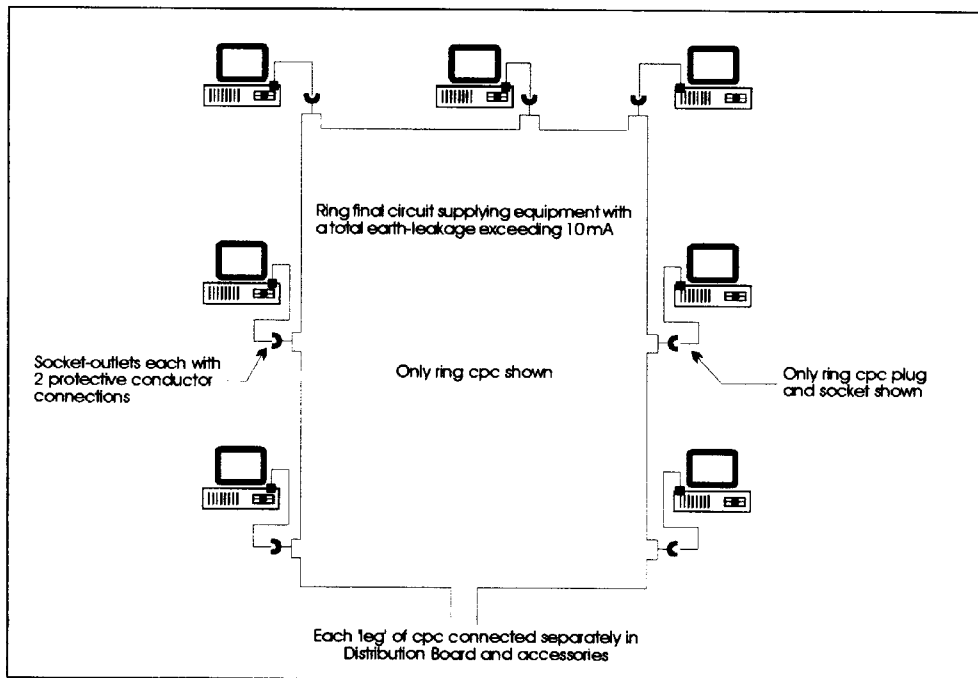 Ring final circuit supplying equipment with
a total earth-leakage exceeding 10mA
Socket-outlets each with
2 protective conductor
connections
Only ring cpc shown
Only ring cpc plug
and socket shown
Each 'leg' of cpc connected separately in
Distribution Board and accessories